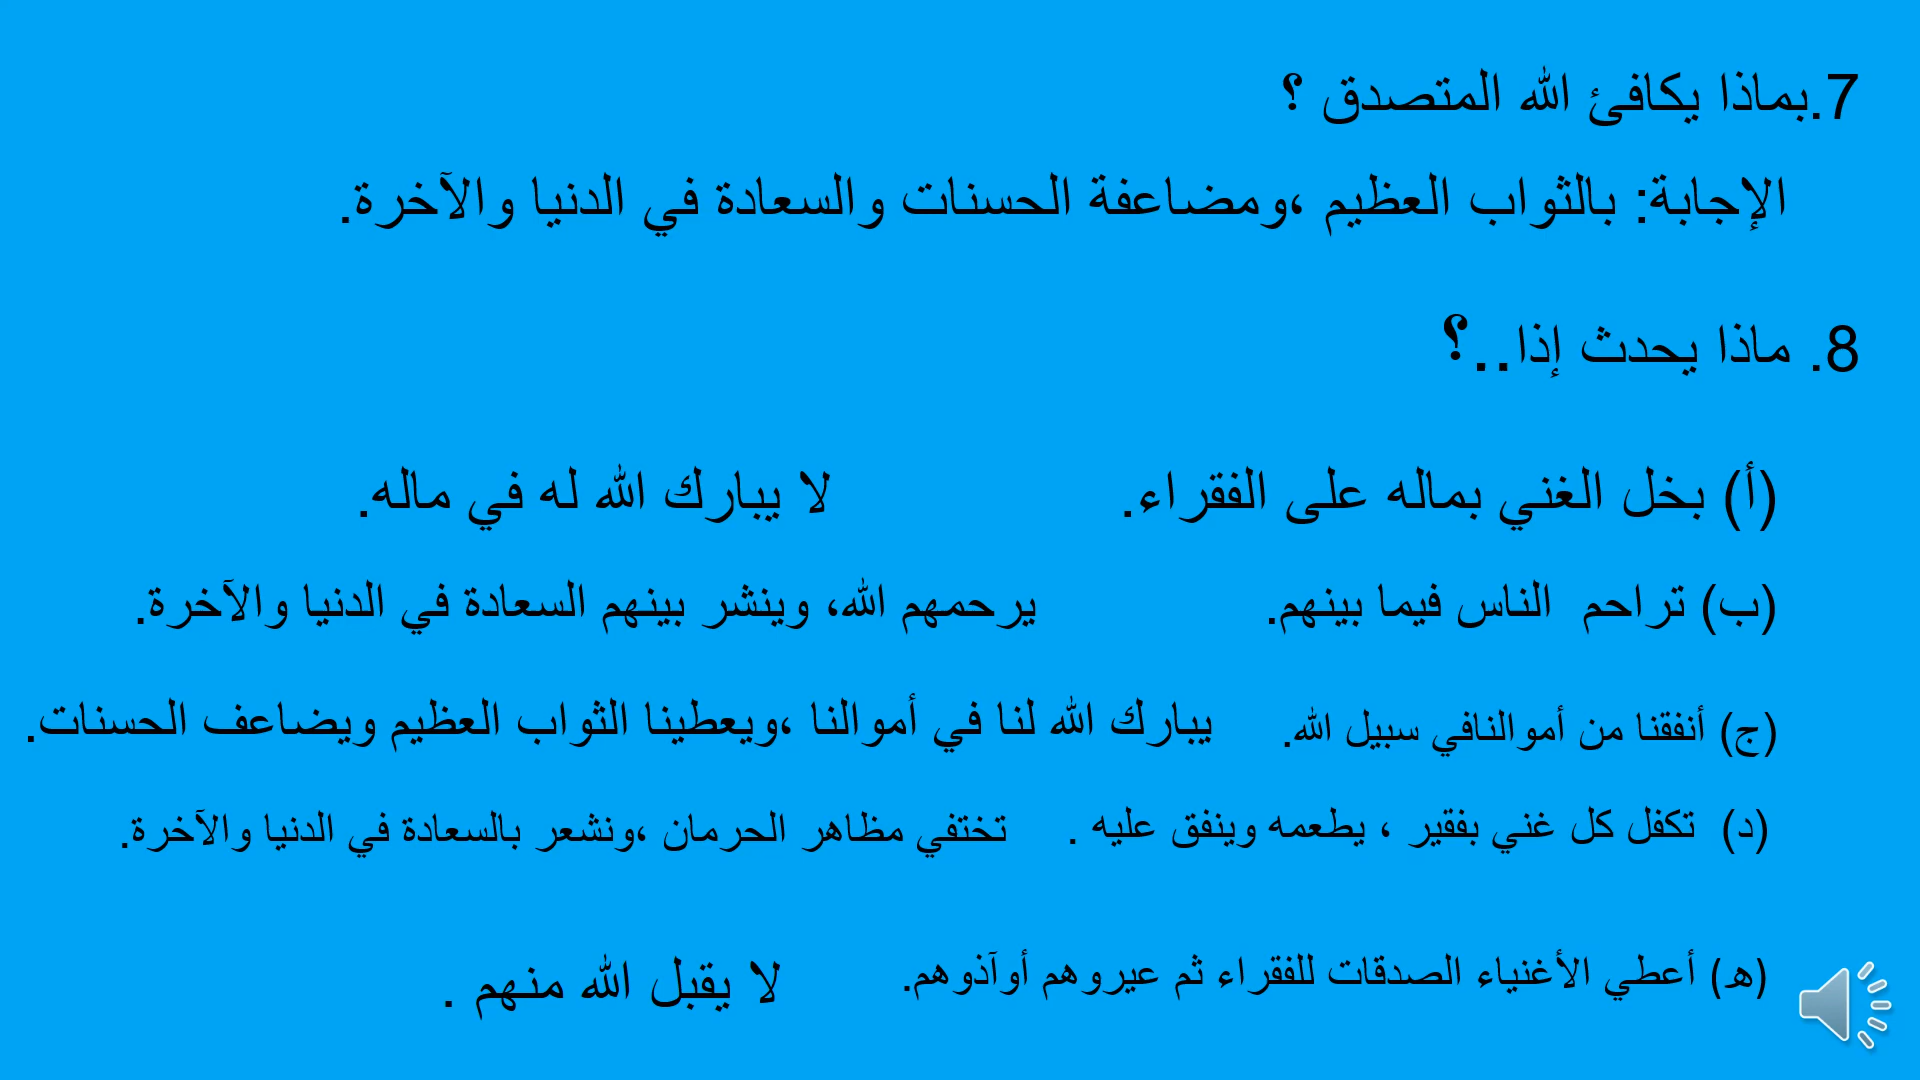 7.بماذا يكافئ الله المتصدق ؟
الإجابة: بالثواب العظيم ،ومضاعفة الحسنات والسعادة في الدنيا والآخرة.
8. ماذا يحدث إذا..؟
(أ) بخل الغني بماله على الفقراء. لا يبارك الله له في ماله.
(ب) تراحم الناس فيما بينهم. يرحمهم الله، وينشر بينهم السعادة في الدنيا والآخرة.
(ج) أنفقنا من أموالنافي سبيل الله. يبارك الله لنا في أموالنا ،ويعطينا الثواب العظيم ويضاعف الحسنات.
(د) تكفل كل غني بفقير ، يطعمه وينفق عليه . تختفي مظاهر الحرمان ،ونشعر بالسعادة في الدنيا والآخرة.
(هـ) أعطي الأغنياء الصدقات للفقراء ثم عيروهم أوآذوهم. لا يقبل الله منهم .